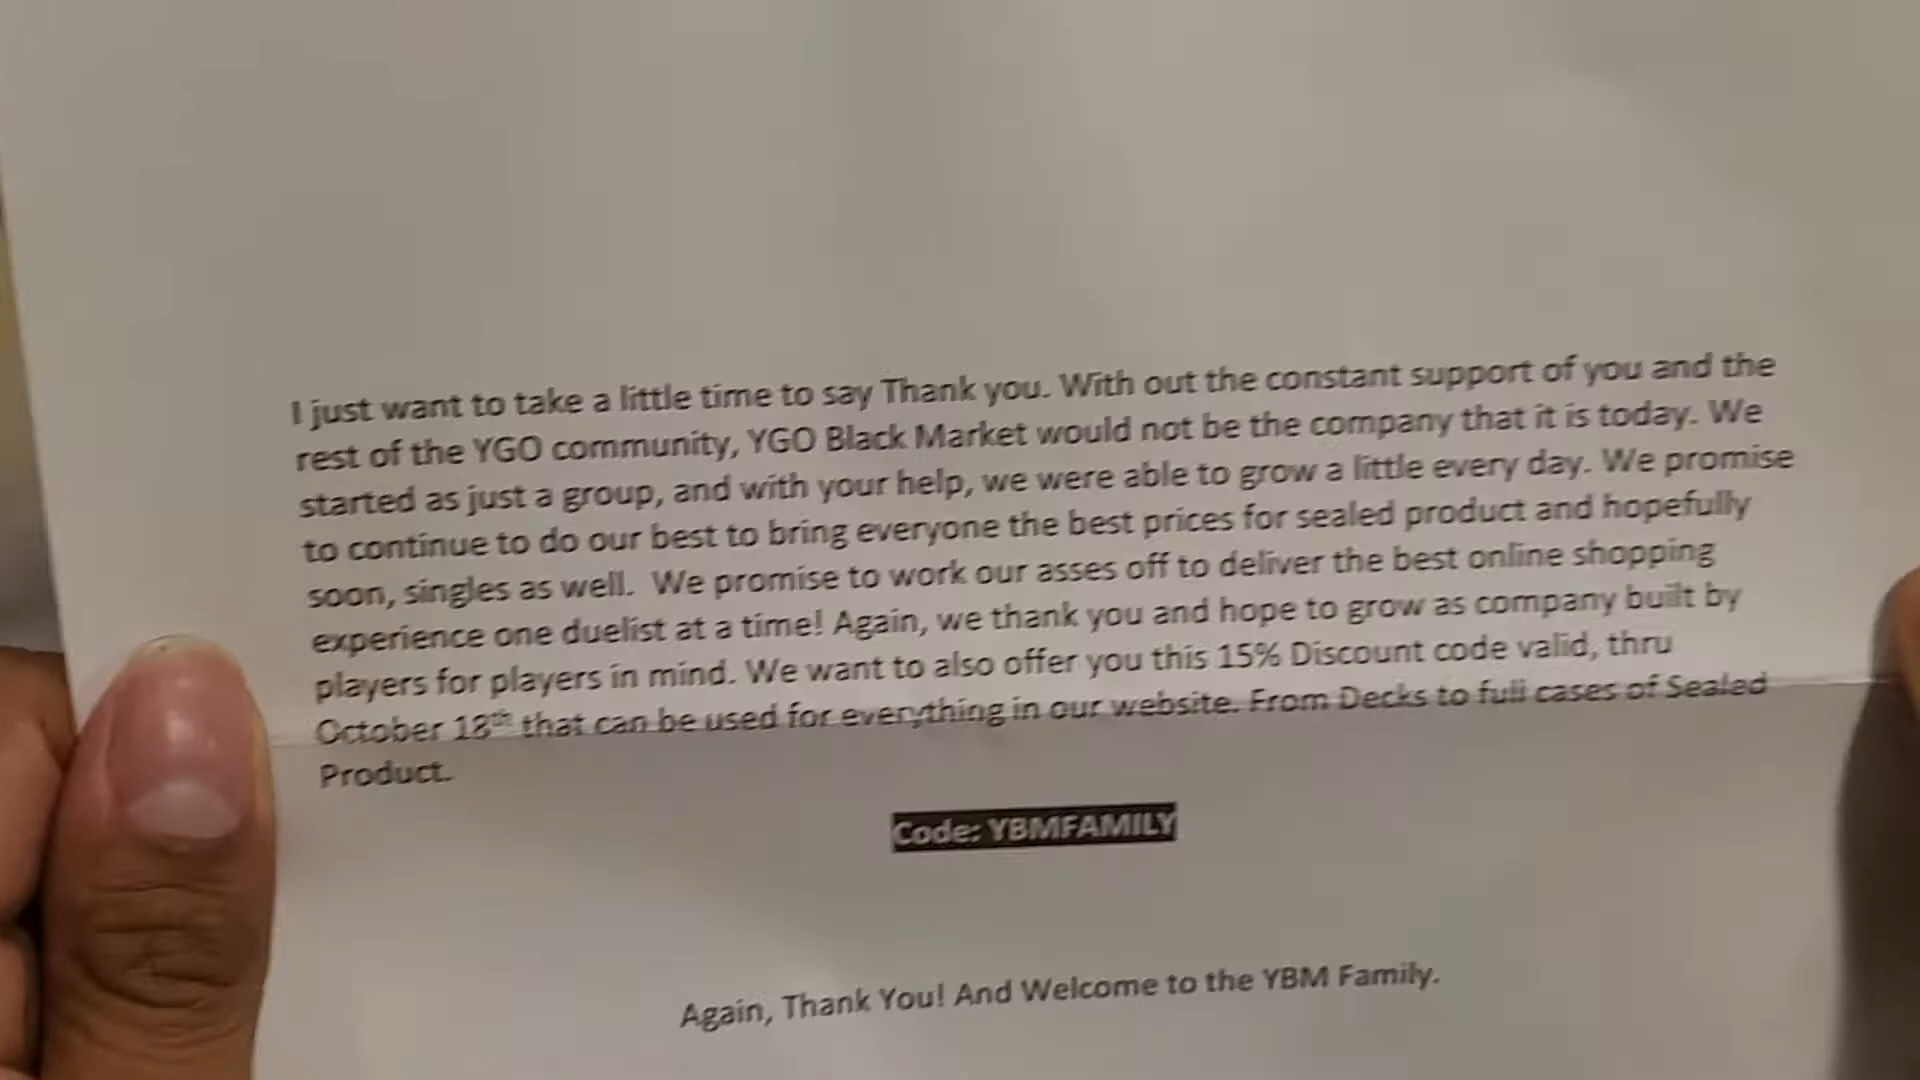 I just want to take a little time to say Thank you. With out the constant support of you and the
rest of the YGO community, YGO Black Market would not be the company that it is today. We
started as just a group, and with your help, we were able to grow a little every day. We promise
to continue to do our best to bring everyone the best prices for sealed product and hopefully
soon, singles as well.  We promise to work our asses off to deliver the best online shopping
experience one duelist at a time! Again, we thank you and hope to grow as company built by
players for players in mind. We want to also offer you this 15% Discount code valid, thru
October 18th that can be used for everything in our website. From Decks to full cases of Sealed
Product.
Code: YBMFAMILY
Again, Thank You! And Welcome to the YBM Family.